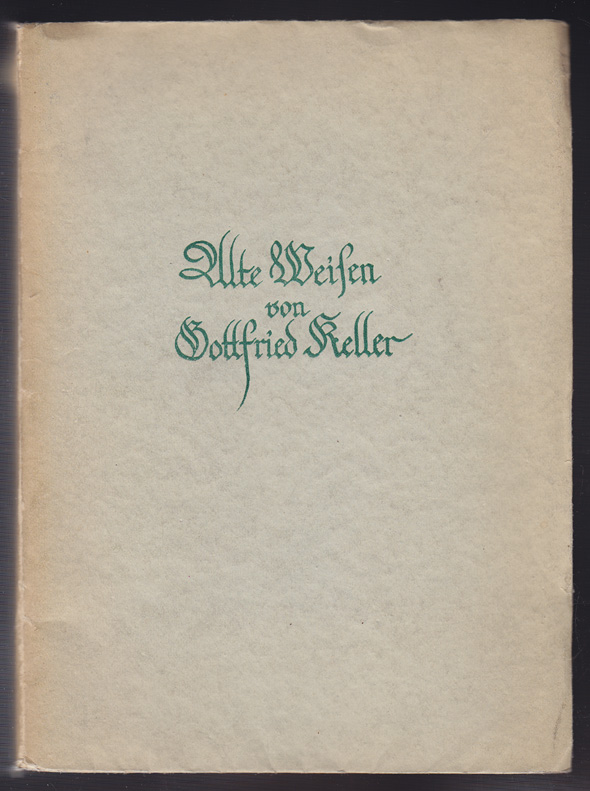 Alte Weisen
von
Gottfried Keller